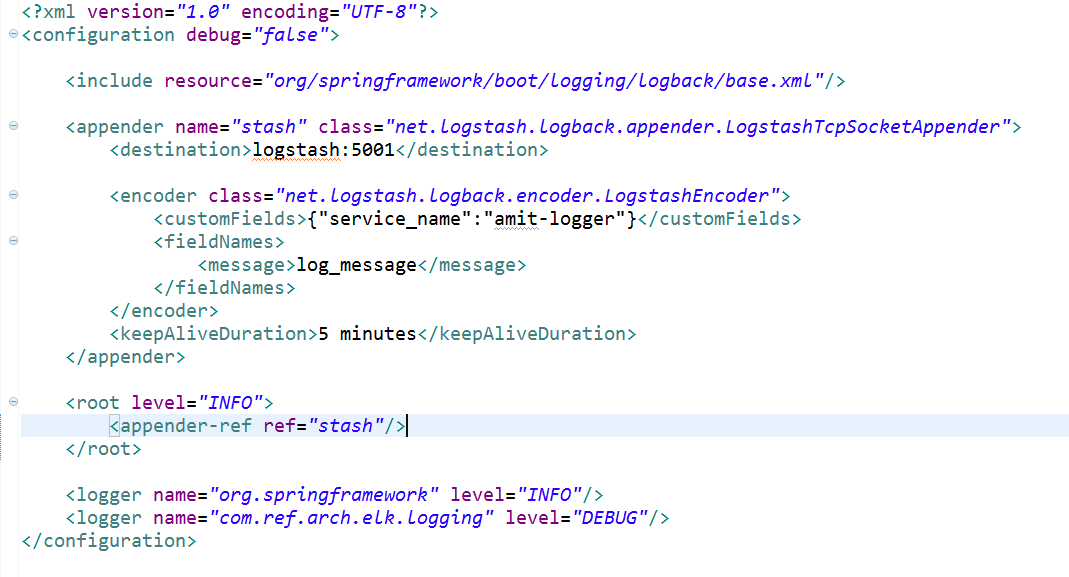 <?xml version="1.0" encoding="UTF-8"?>
<configuration debug="false">
<include resource="org/springframework/boot/logging/logback/base.xml"/>
<appender name="stash" class="net.logstash.logback.appender.LogstashTcpSocketAppender">
<destination>logstash:5001</destination>
<encoder class="net.logstash.logback.encoder.LogstashEncoder">
<customFields>{"service_name":"amit-logger"}</customFields>
<fieldNames>
<message>log_message</message>
</fieldNames>
</encoder>
<keepAliveDuration>5 minutes</keepAliveDuration>
</appender>
<root level="INFO">
<appender-ref ref="stash"/>
</root>
<logger name="org.springframework" level="INFO"/>
<logger name="com.ref.arch.elk.logging" level="DEBUG"/>
</configuration>